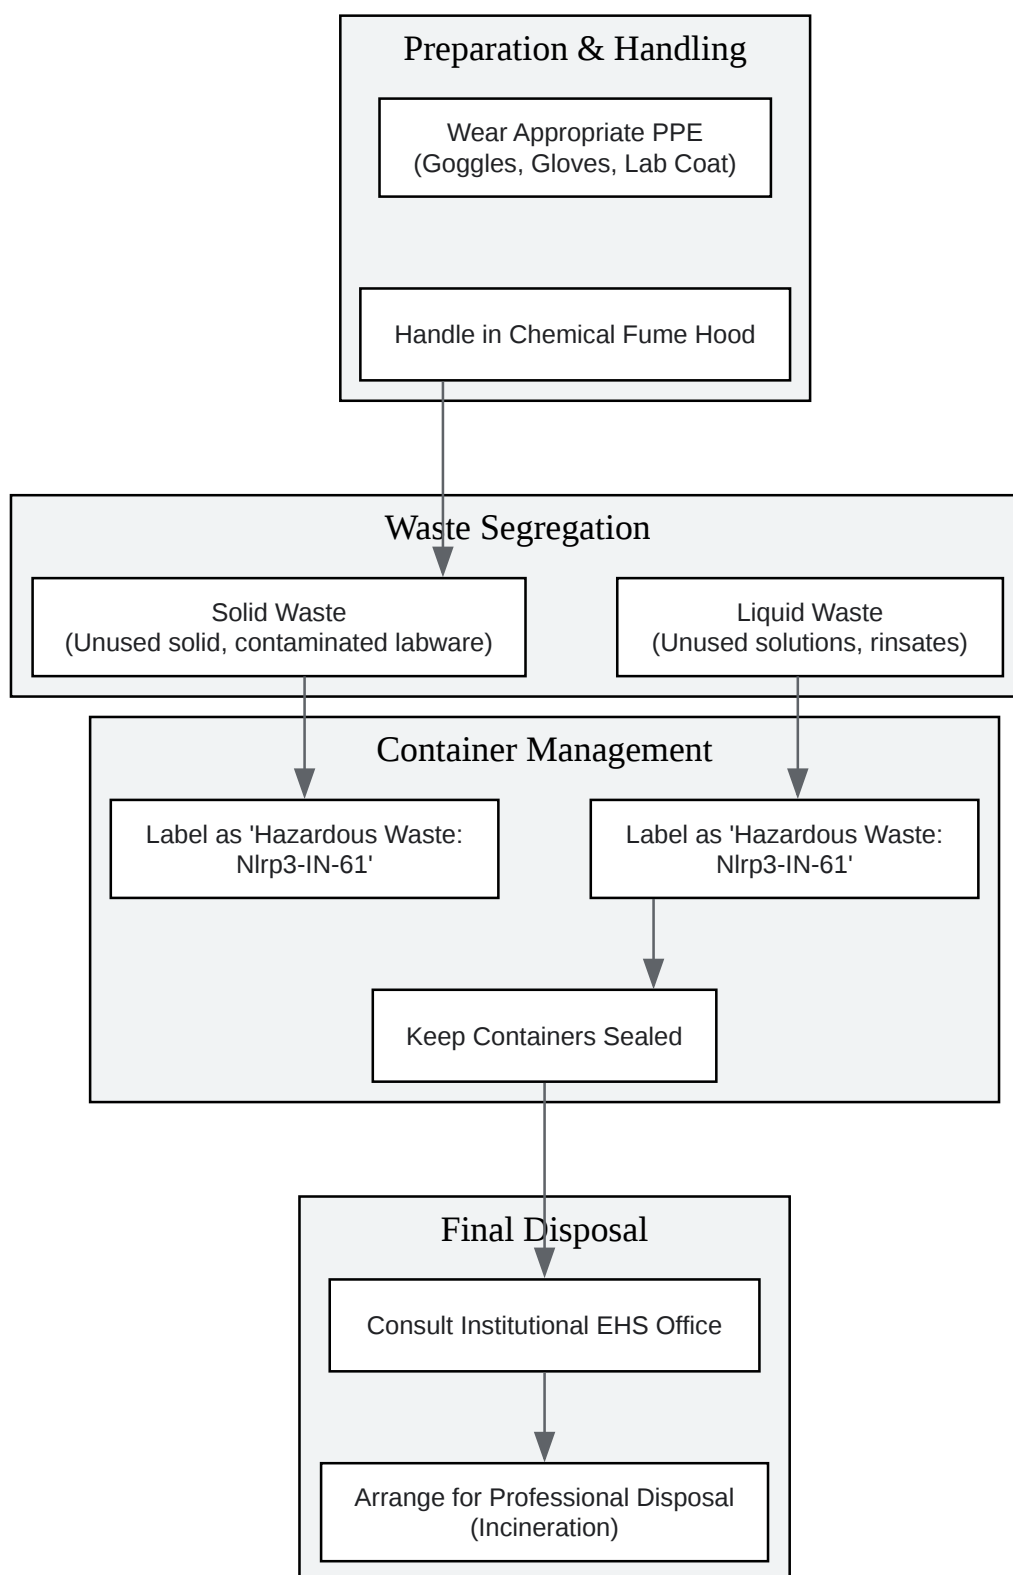 Preparation & Handling
Wear Appropriate PPE
(Goggles, Gloves, Lab Coat)
Handle in Chemical Fume Hood
Waste Segregation
Solid Waste
(Unused solid, contaminated labware)
Liquid Waste
(Unused solutions, rinsates)
Container Management
Label as 'Hazardous Waste:
Nlrp3-IN-61'
Label as 'Hazardous Waste:
Nlrp3-IN-61'
Keep Containers Sealed
Final Disposal
Consult Institutional EHS Office
Arrange for Professional Disposal
(Incineration)